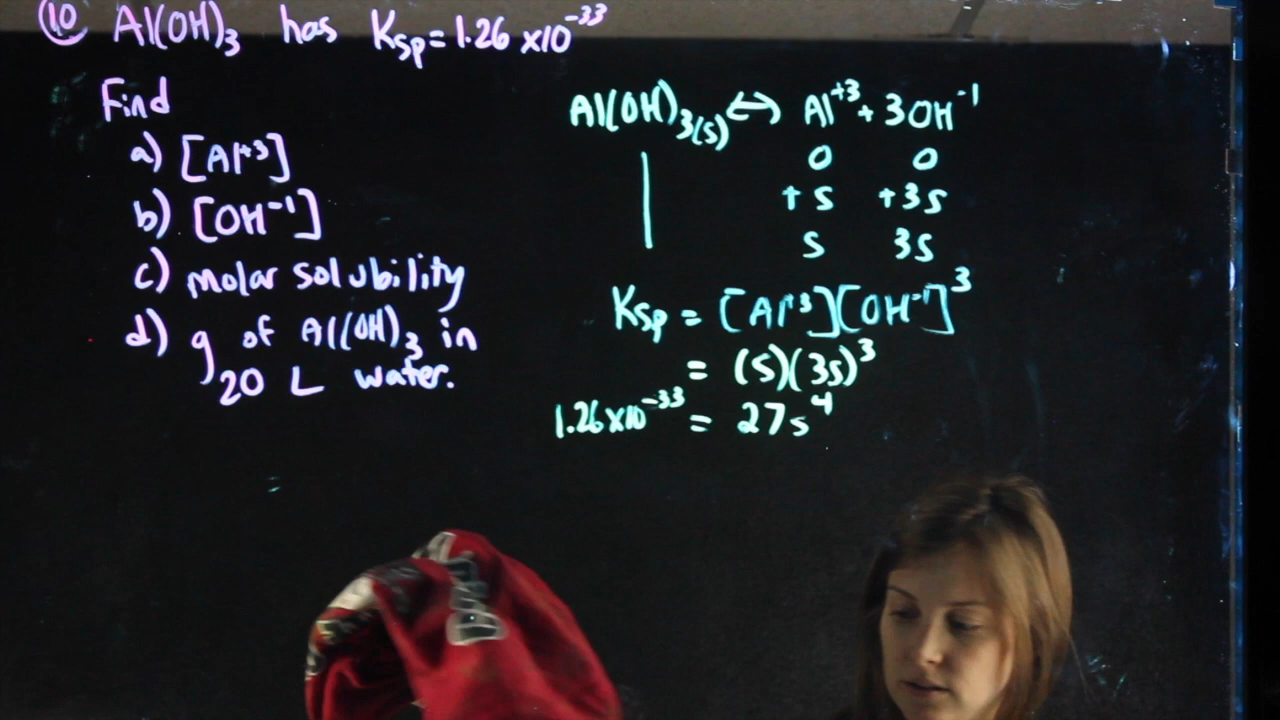 10 Al(OH)₃ has Ksp = 1.26 x10⁻³³
Find
a) [Al⁺³]
b) [OH⁻¹]
c) molar solubility
d) g of Al(OH)₃ in
20 L water.
Al(OH)₃(s) ↔ Al⁺³ + 3OH⁻¹
0 0
+s +3s
s 3s
Ksp = [Al⁺³][OH⁻¹]³
= (s)(3s)³
1.26x10⁻³³ = 27s⁴